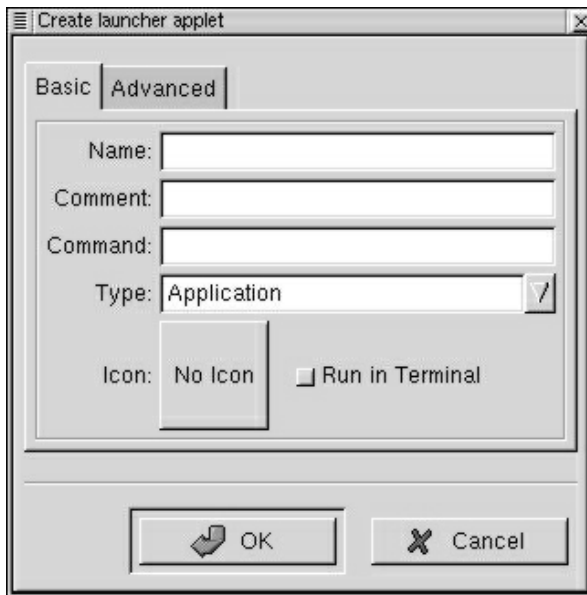 Create launcher applet
Basic Advanced
Name:
Comment:
Command:
Type: Application
Icon: No Icon Run in Terminal
OK Cancel